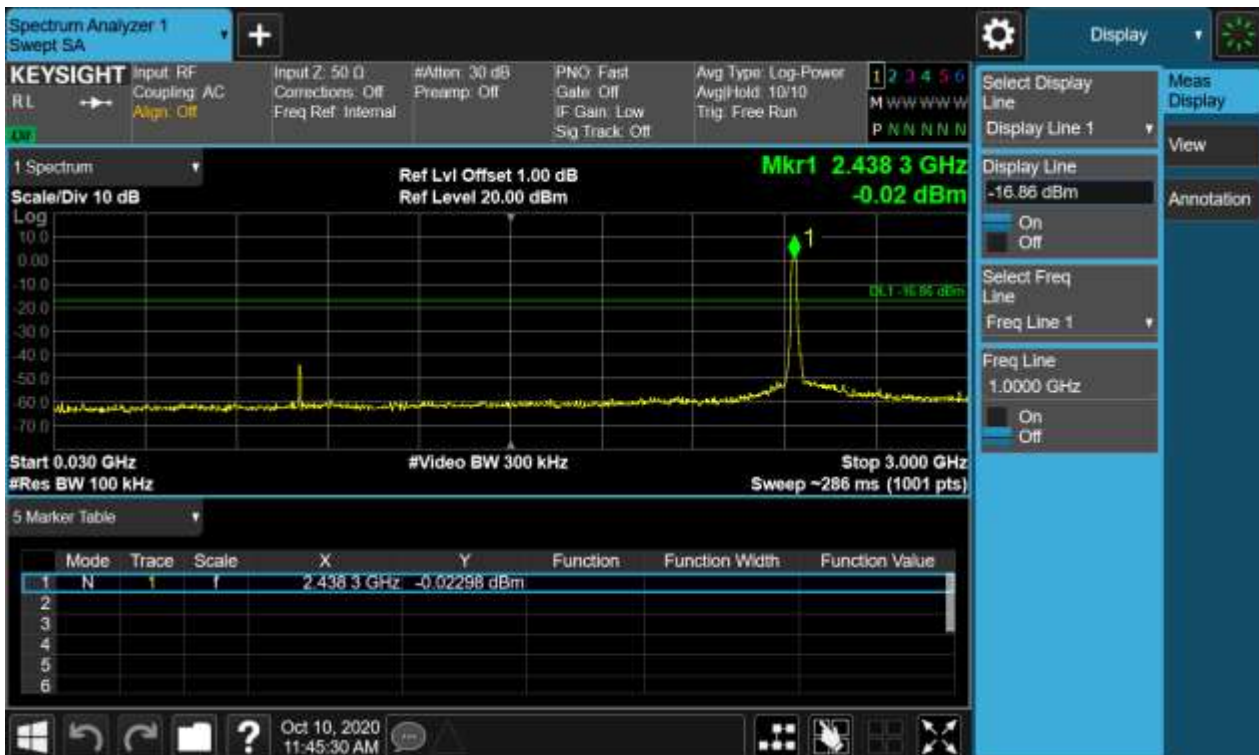 Spectrum Analyzer 1
Swept SA
+
Display
KEYSIGHT
RL
Input: RF
Coupling: AC
Align: Off
Input Z: 50 Ω
Corrections: Off
Freq Ref: Internal
#Atten: 30 dB
Preamp: Off
PNO: Fast
Gate: Off
IF Gain: Low
Sig Track: Off
Avg Type: Log-Power
Avg|Hold: 10/10
Trig: Free Run
1 2 3 4 5 6
M W W W W W
P N N N N N
Select Display
Line
Display Line 1
Display Line
-16.86 dBm
On
Off
Select Freq
Line
Freq Line 1
Freq Line
1.0000 GHz
On
Off
Meas
Display
View
Annotation
1 Spectrum
Scale/Div 10 dB
Ref Lvl Offset 1.00 dB
Ref Level 20.00 dBm
Mkr1 2.438 3 GHz
-0.02 dBm
Log
10.0
0.00
-10.0
-20.0
-30.0
-40.0
-50.0
-60.0
-70.0
1
DL1 -16.86 dBm
Start 0.030 GHz
#Video BW 300 kHz
Stop 3.000 GHz
#Res BW 100 kHz
Sweep ~286 ms (1001 pts)
5 Marker Table
Mode Trace Scale X Y Function Function Width Function Value
1 N 1 f 2.438 3 GHz -0.02298 dBm
2
3
4
5
6
?
Oct 10, 2020
11:45:30 AM